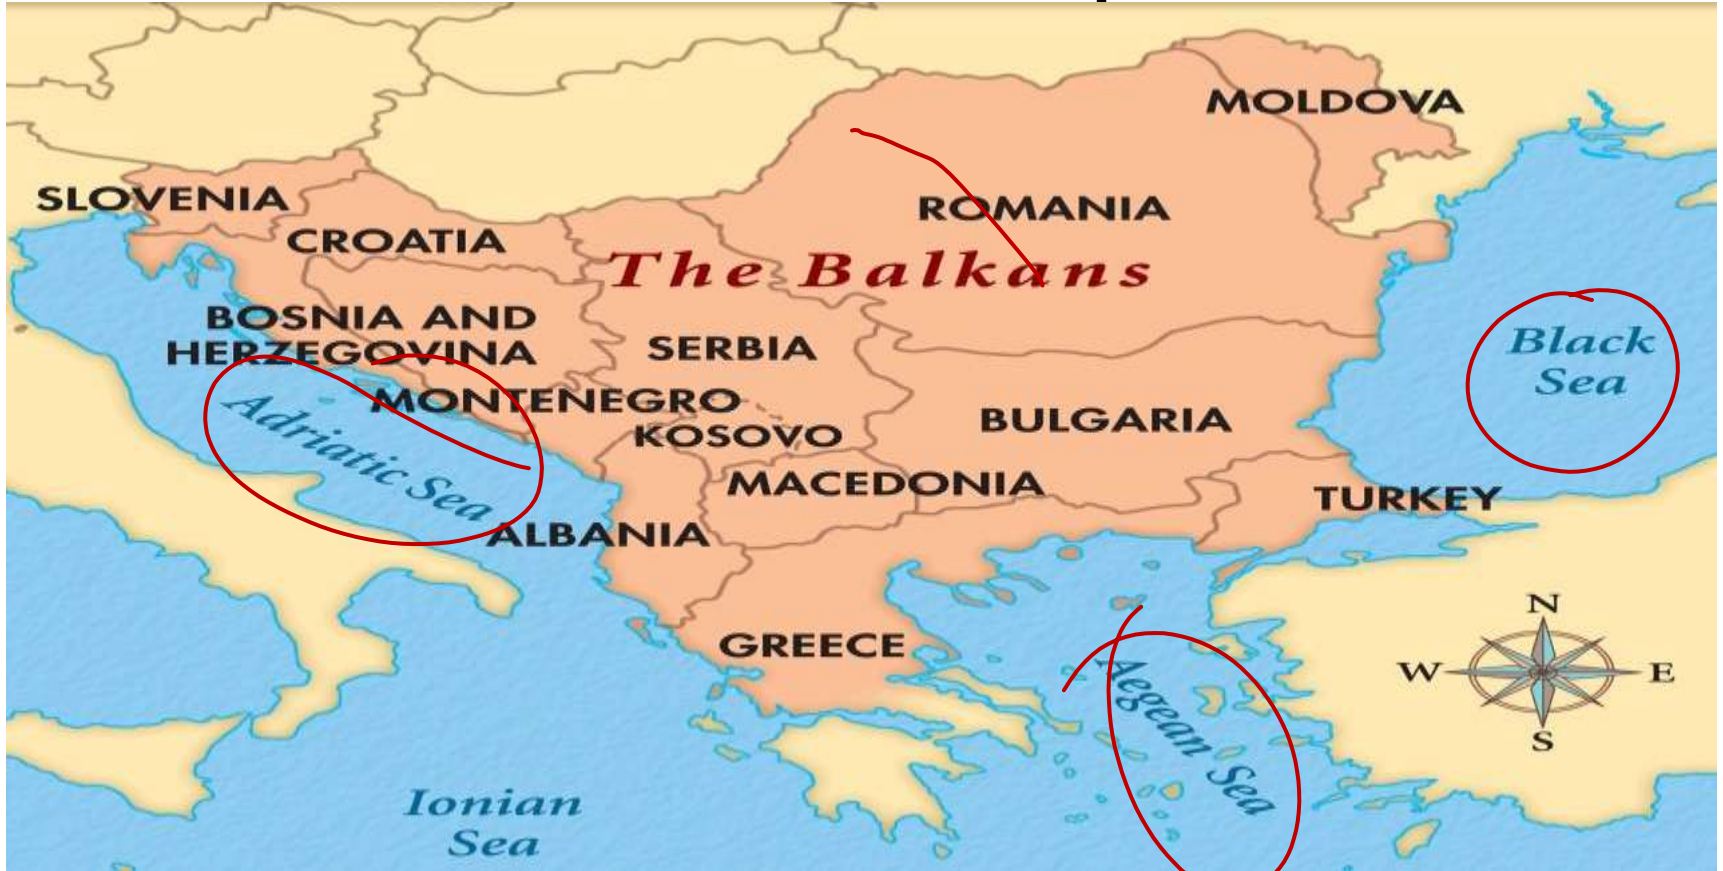 MOLDOVA
SLOVENIA
ROMANIA
CROATIA
The Balkans
BOSNIA AND
HERZEGOVINA
SERBIA
Black
Sea
MONTENEGRO
Adriatic Sea
KOSOVO
BULGARIA
MACEDONIA
TURKEY
ALBANIA
GREECE
Aegean Sea
N
W E
S
Ionian
Sea